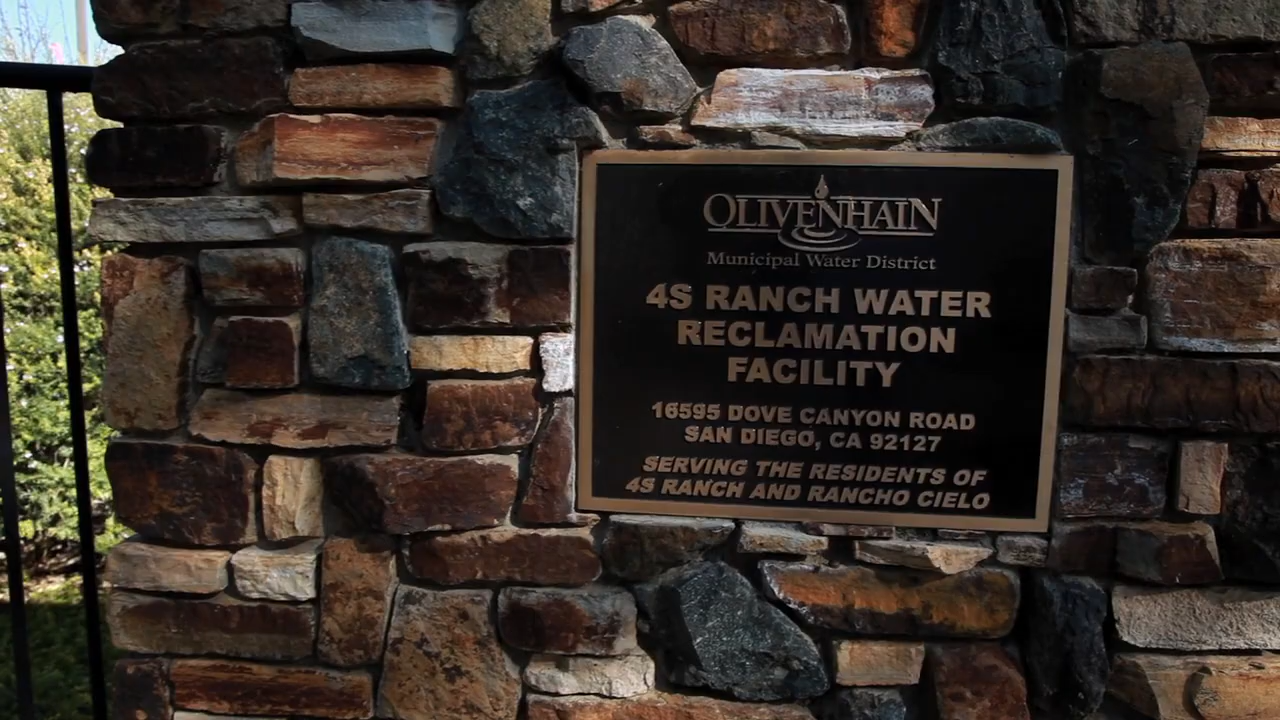 OLIVENHAIN
Municipal Water District
4S RANCH WATER
RECLAMATION
FACILITY
16595 DOVE CANYON ROAD
SAN DIEGO, CA 92127
SERVING THE RESIDENTS OF
4S RANCH AND RANCHO CIELO